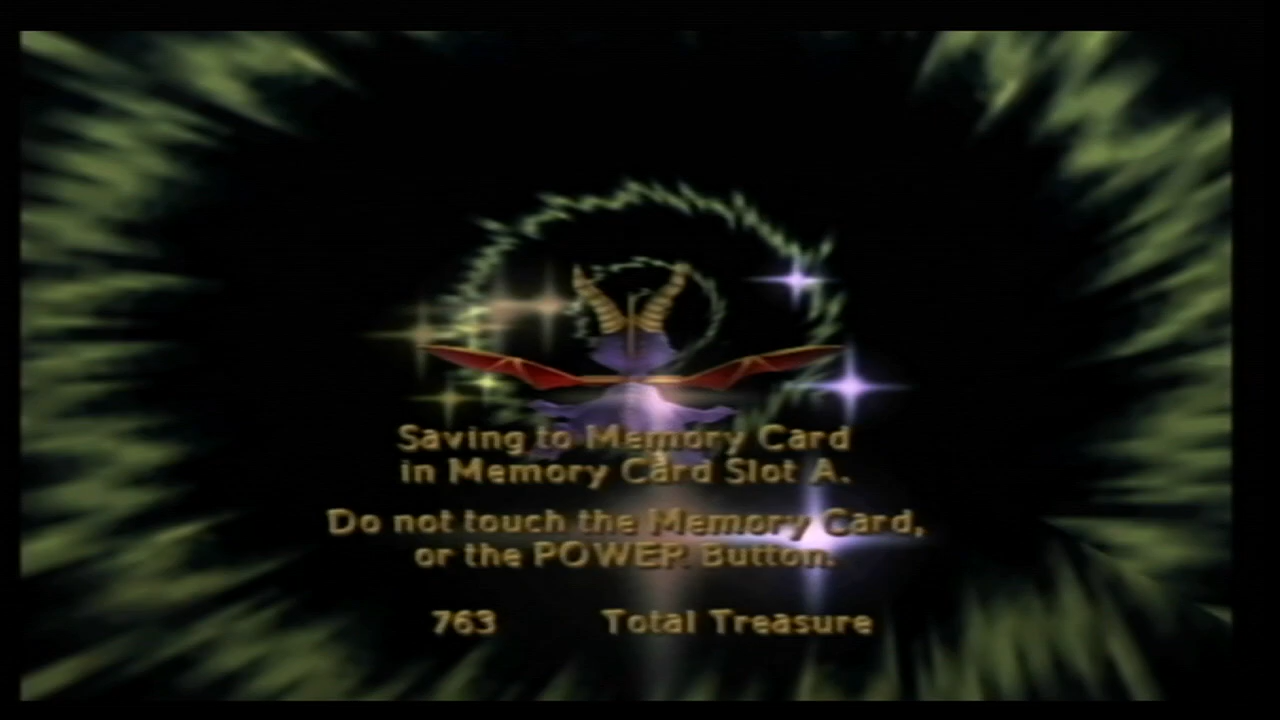 Saving to Memory Card
in Memory Card Slot A.
Do not touch the Memory Card,
or the POWER Button.
763 Total Treasure